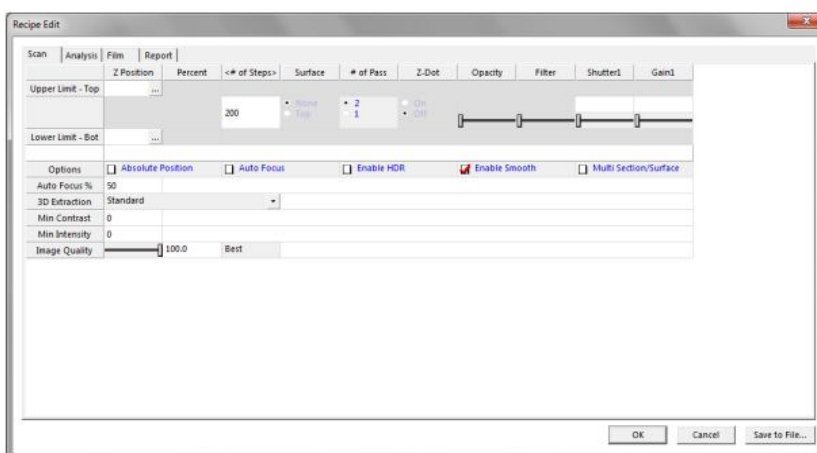 Recipe Edit
Scan Analysis Film Report
Z Position Percent <# of Steps> Surface # of Pass Z-Dot Opacity Filter Shutter1 Gain1
Upper Limit - Top ...
200 None 2 On
Top 1 Off
Lower Limit - Bot ...
Options Absolute Position Auto Focus Enable HDR Enable Smooth Multi Section/Surface
Auto Focus % 50
3D Extraction Standard
Min Contrast 0
Min Intensity 0
Image Quality 100.0 Best
OK Cancel Save to File...